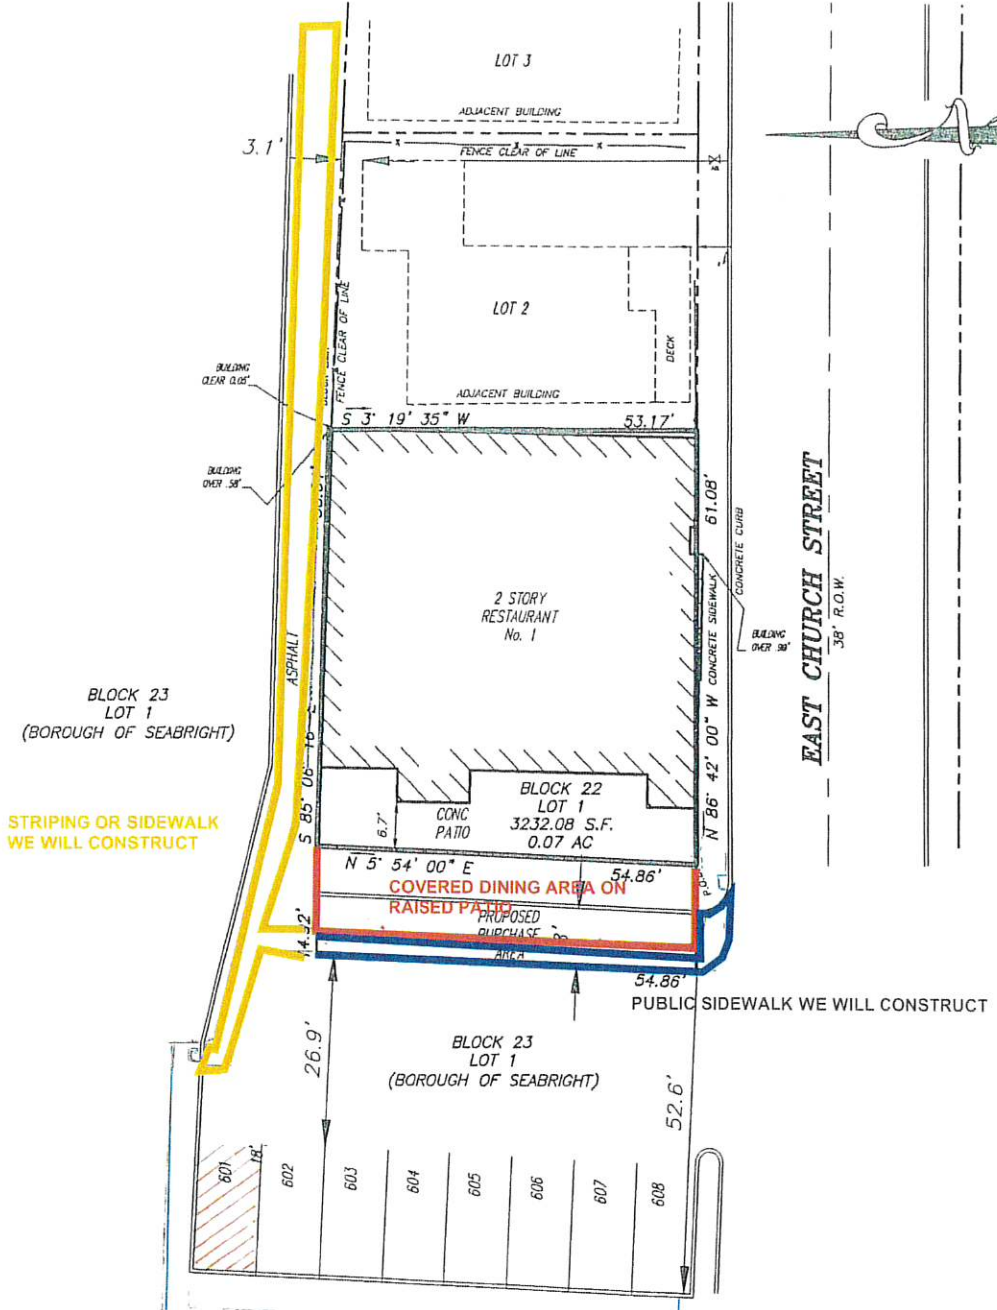 LOT 3
ADJACENT BUILDING
3.1'
FENCE CLEAR OF LINE
LOT 2
FENCE CLEAR OF LINE
DECK
BUILDING
CLEAR 0.05'
ADJACENT BUILDING
S 3° 19' 35" W
53.17'
BUILDING
OVER .58'
61.08'
CONCRETE CURB
EAST CHURCH STREET
38' R.O.W.
2 STORY
RESTAURANT
No. 1
CONCRETE SIDEWALK
BUILDING
OVER .99'
ASPHALT
BLOCK 23
LOT 1
(BOROUGH OF SEABRIGHT)
S 85° 06' 16" E
N 86° 42' 00" W
BLOCK 22
LOT 1
3232.08 S.F.
0.07 AC
CONC
PATIO
6.7'
STRIPING OR SIDEWALK
WE WILL CONSTRUCT
N 5° 54' 00" E
54.86'
COVERED DINING AREA ON
RAISED PATIO
PROPOSED
PURCHASE
AREA
54.86'
PUBLIC SIDEWALK WE WILL CONSTRUCT
26.9'
BLOCK 23
LOT 1
(BOROUGH OF SEABRIGHT)
52.6'
18'
601
602
603
604
605
606
607
608